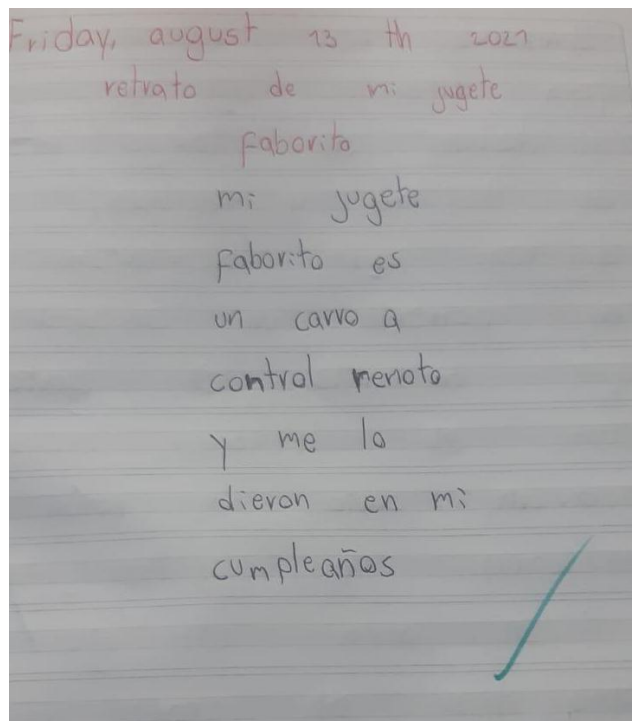 Friday, august 13 th 2021
retrato de mi jugete
faborito
mi jugete
faborito es
un carro a
control remoto
y me lo
dieron en mi
cumpleaños